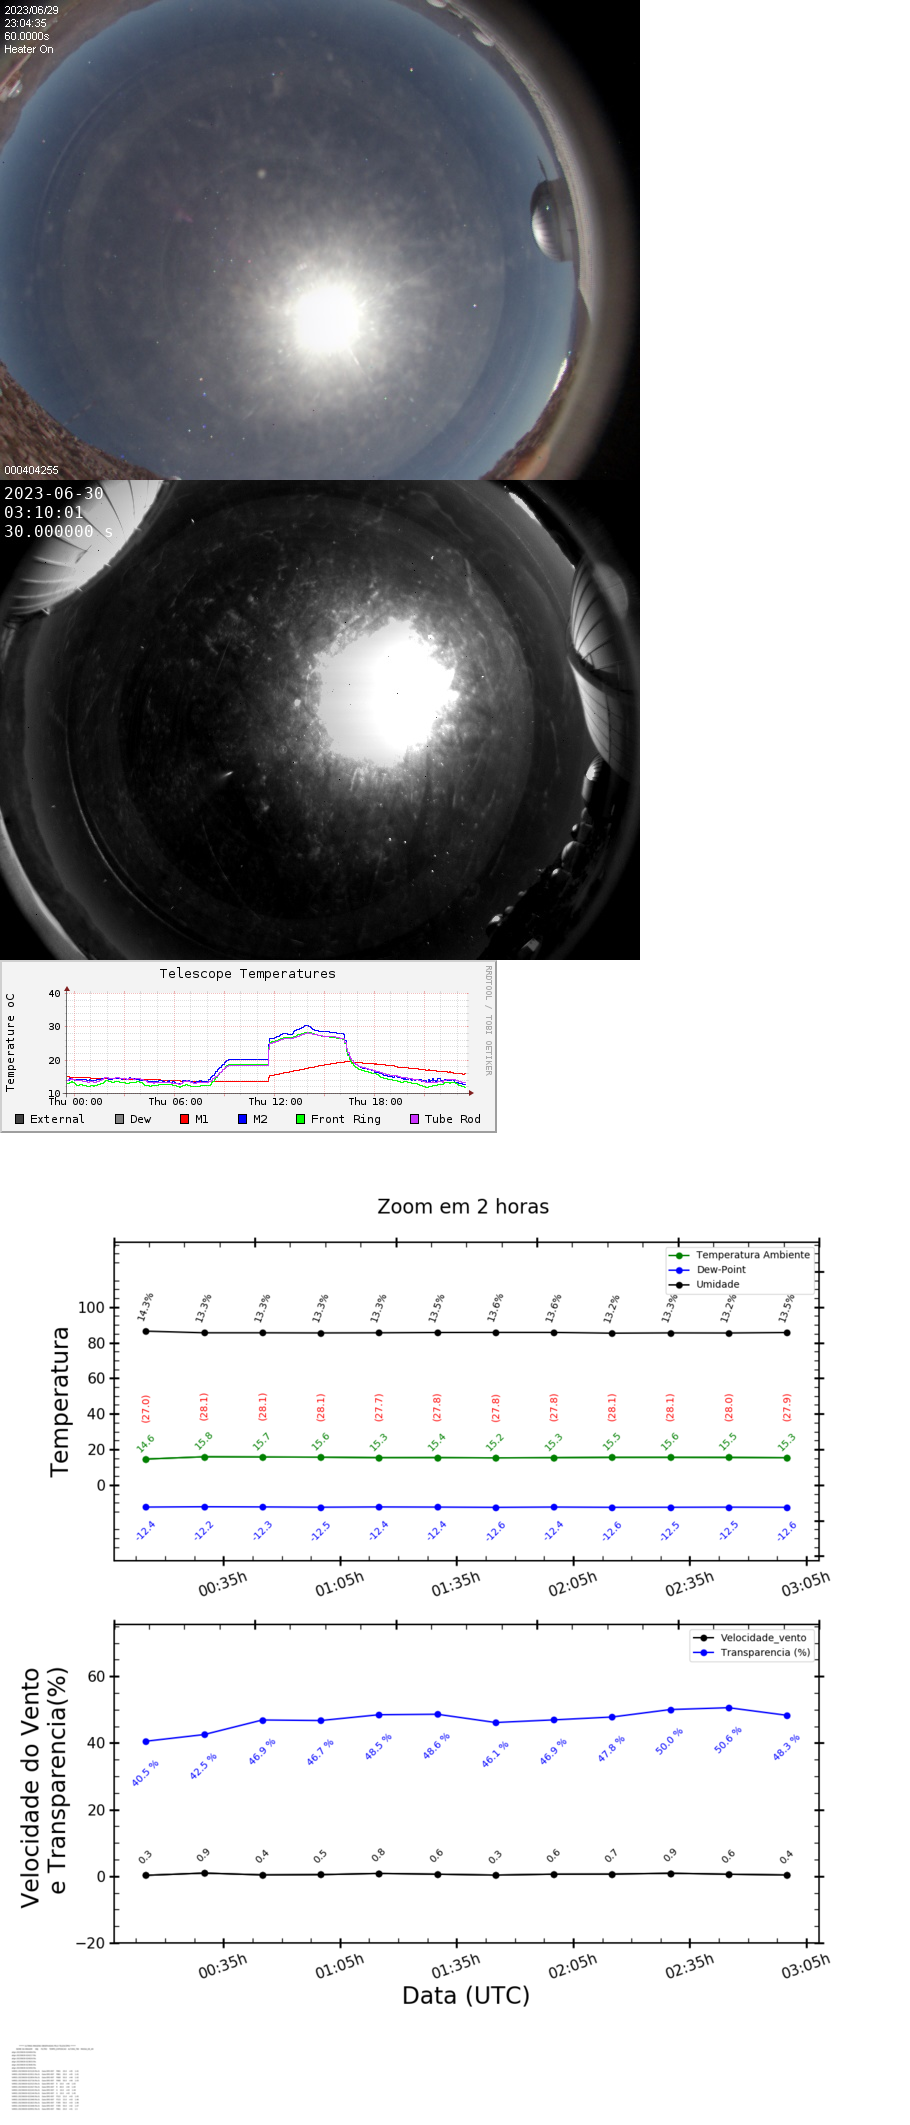 2023/06/29
23:04:35
60.0000s
Heater On
000404255
2023-06-30
03:10:01
30.000000 s
Telescope Temperatures
RRDTOOL / TOBI OETIKER
Temperature oC
40
30
20
10
Thu 00:00 Thu 06:00 Thu 12:00 Thu 18:00
External Dew M1 M2 Front Ring Tube Rod
Zoom em 2 horas
Temperatura Ambiente
Dew-Point
Umidade
Temperatura
100
80
60
40
20
0
14.3% 13.3% 13.3% 13.3% 13.3% 13.5% 13.6% 13.6% 13.2% 13.3% 13.2% 13.5%
(27.0) (28.1) (28.1) (28.1) (27.7) (27.8) (27.8) (27.8) (28.1) (28.1) (28.0) (27.9)
14.6 15.8 15.7 15.6 15.3 15.4 15.2 15.3 15.5 15.6 15.5 15.3
-12.4 -12.2 -12.3 -12.5 -12.4 -12.4 -12.6 -12.4 -12.6 -12.5 -12.5 -12.6
00:35h 01:05h 01:35h 02:05h 02:35h 03:05h
Velocidade_vento
Transparencia (%)
Velocidade do Vento
e Transparencia(%)
60
40
20
0
−20
40.5 % 42.5 % 46.9 % 46.7 % 48.5 % 48.6 % 46.1 % 46.9 % 47.8 % 50.0 % 50.6 % 48.3 %
0.3 0.9 0.4 0.5 0.8 0.6 0.3 0.6 0.7 0.9 0.6 0.4
00:35h 01:05h 01:35h 02:05h 02:35h 03:05h
Data (UTC)